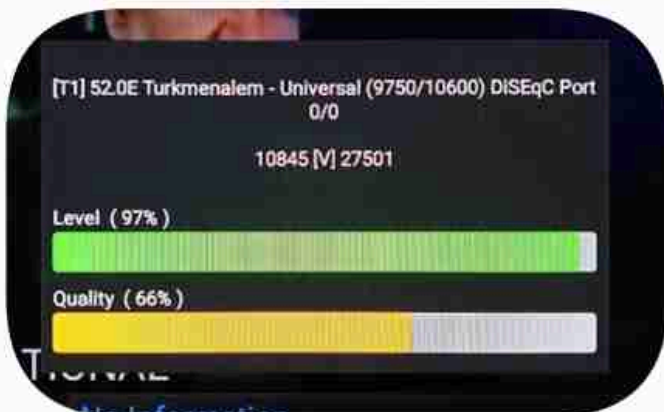 [T1] 52.0E Turkmenalem - Universal (9750/10600) DiSEqC Port
0/0
10845 [V] 27501
Level ( 97% )
Quality ( 66% )